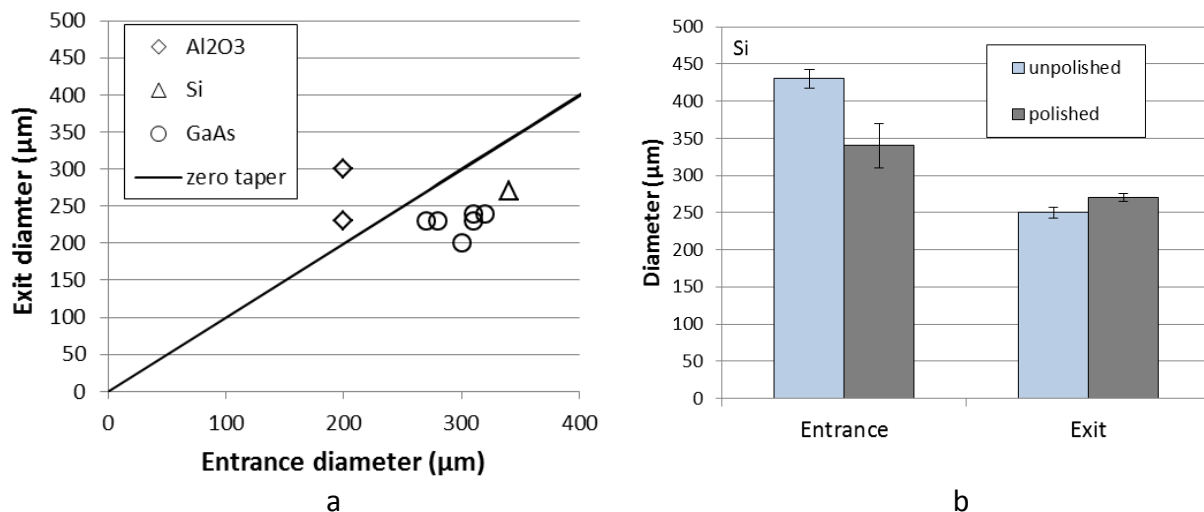 500
450
400
350
300
250
200
150
100
50
0
Exit diamter (µm)
Al2O3
Si
GaAs
zero taper
0
100
200
300
400
Entrance diameter (µm)
a
500
450
400
350
300
250
200
150
100
50
0
Diameter (µm)
Si
unpolished
polished
Entrance
Exit
b